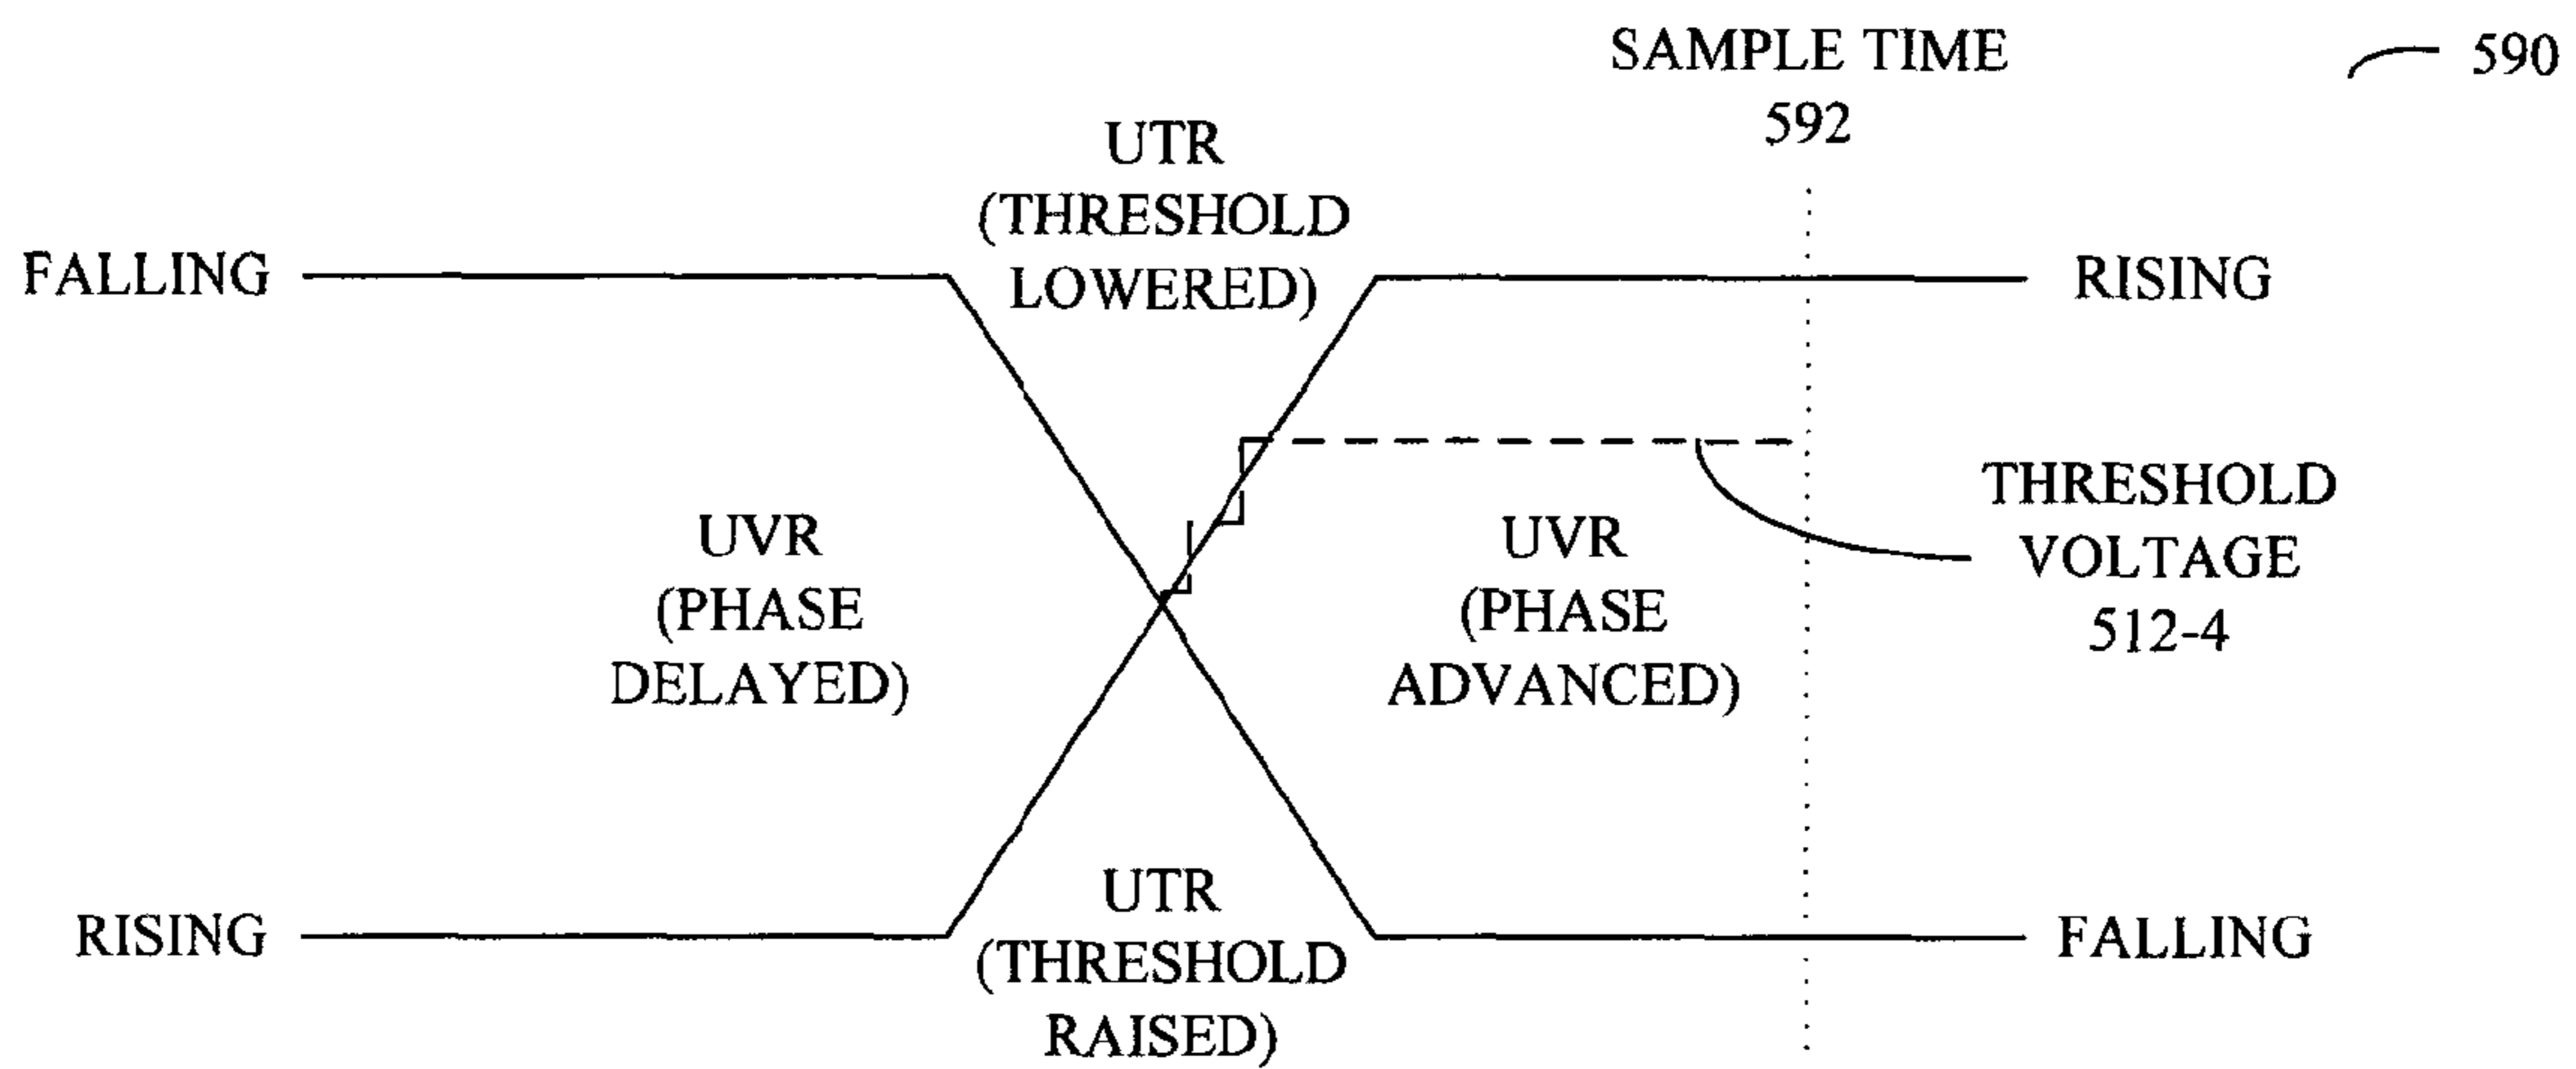 SAMPLE TIME
592
590
UTR
(THRESHOLD
LOWERED)
FALLING
RISING
UVR
(PHASE
DELAYED)
UVR
(PHASE
ADVANCED)
THRESHOLD
VOLTAGE
512-4
RISING
UTR
(THRESHOLD
RAISED)
FALLING